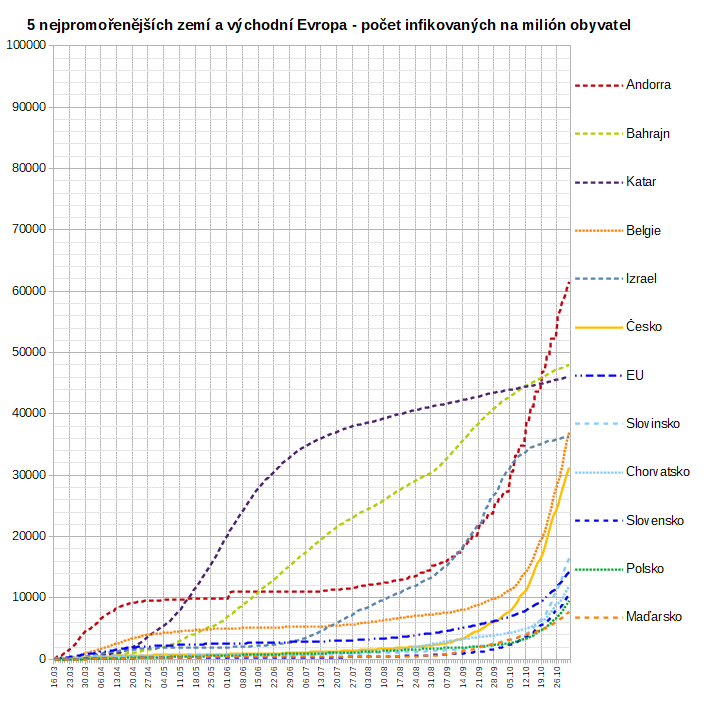 5 nejpromořenějších zemí a východní Evropa - počet infikovaných na milión obyvatel
100000
90000
80000
70000
60000
50000
40000
30000
20000
10000
0
Andorra
Bahrajn
Katar
Belgie
Izrael
Česko
EU
Slovinsko
Chorvatsko
Slovensko
Polsko
Maďarsko
16.03 23.03 30.03 06.04 13.04 20.04 27.04 04.05 11.05 18.05 25.05 01.06 08.06 15.06 22.06 29.06 06.07 13.07 20.07 27.07 03.08 10.08 17.08 24.08 31.08 07.09 14.09 21.09 28.09 05.10 12.10 19.10 26.10